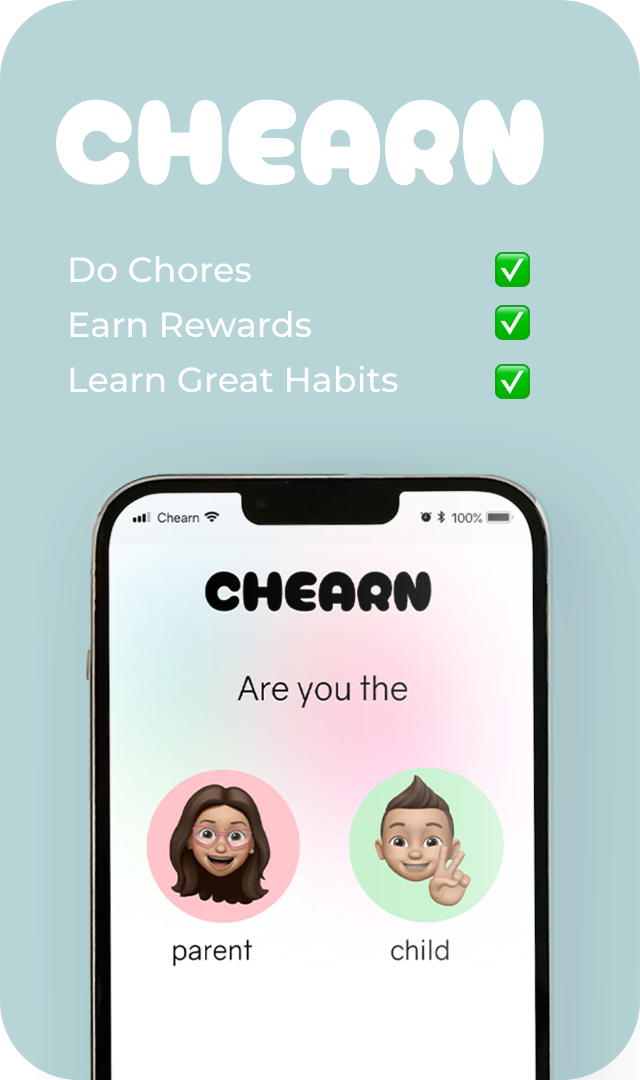 CHEARN
Do Chores ✅
Earn Rewards ✅
Learn Great Habits ✅
Chearn 100%
CHEARN
Are you the
parent child